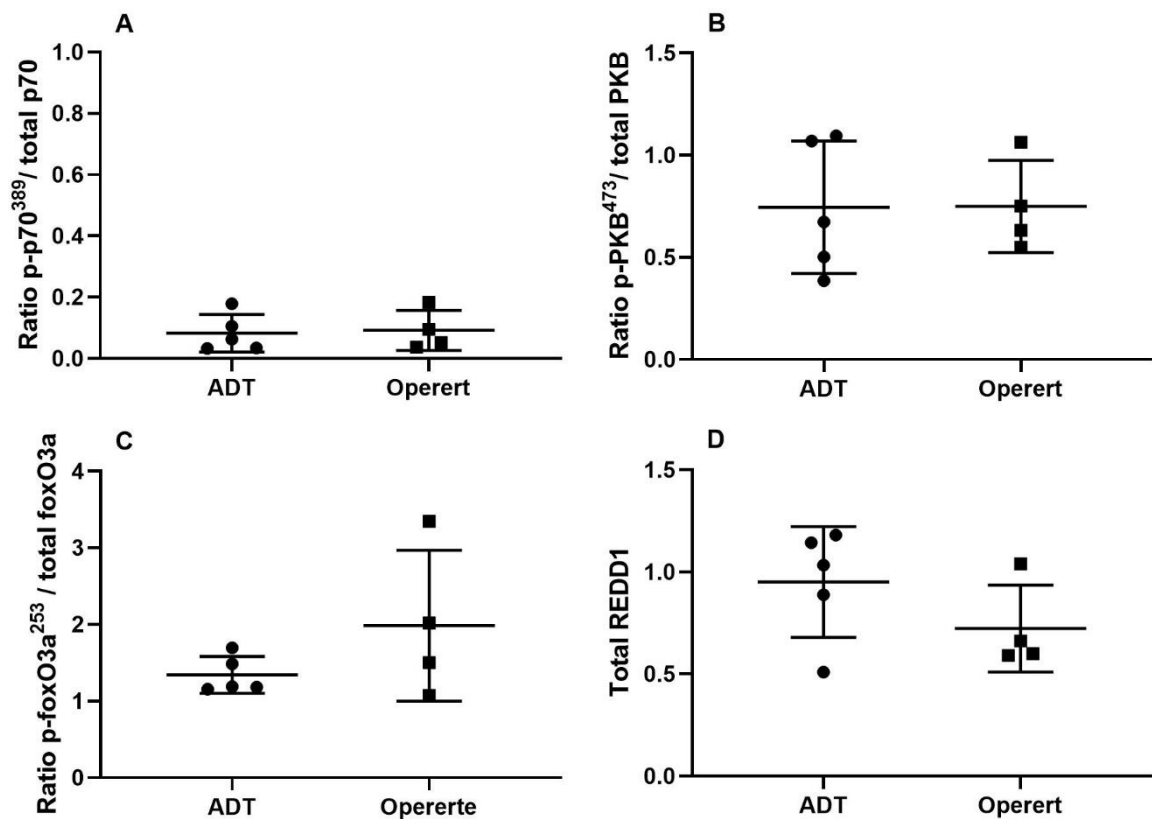 A
Ratio p-p70³⁸⁹/ total p70
1.0
0.8
0.6
0.4
0.2
0.0
ADT
Operert
B
Ratio p-PKB⁴⁷³/ total PKB
1.5
1.0
0.5
0.0
ADT
Operert
C
Ratio p-foxO3a²⁵³ / total foxO3a
4
3
2
1
0
ADT
Opererte
D
Total REDD1
1.5
1.0
0.5
0.0
ADT
Operert